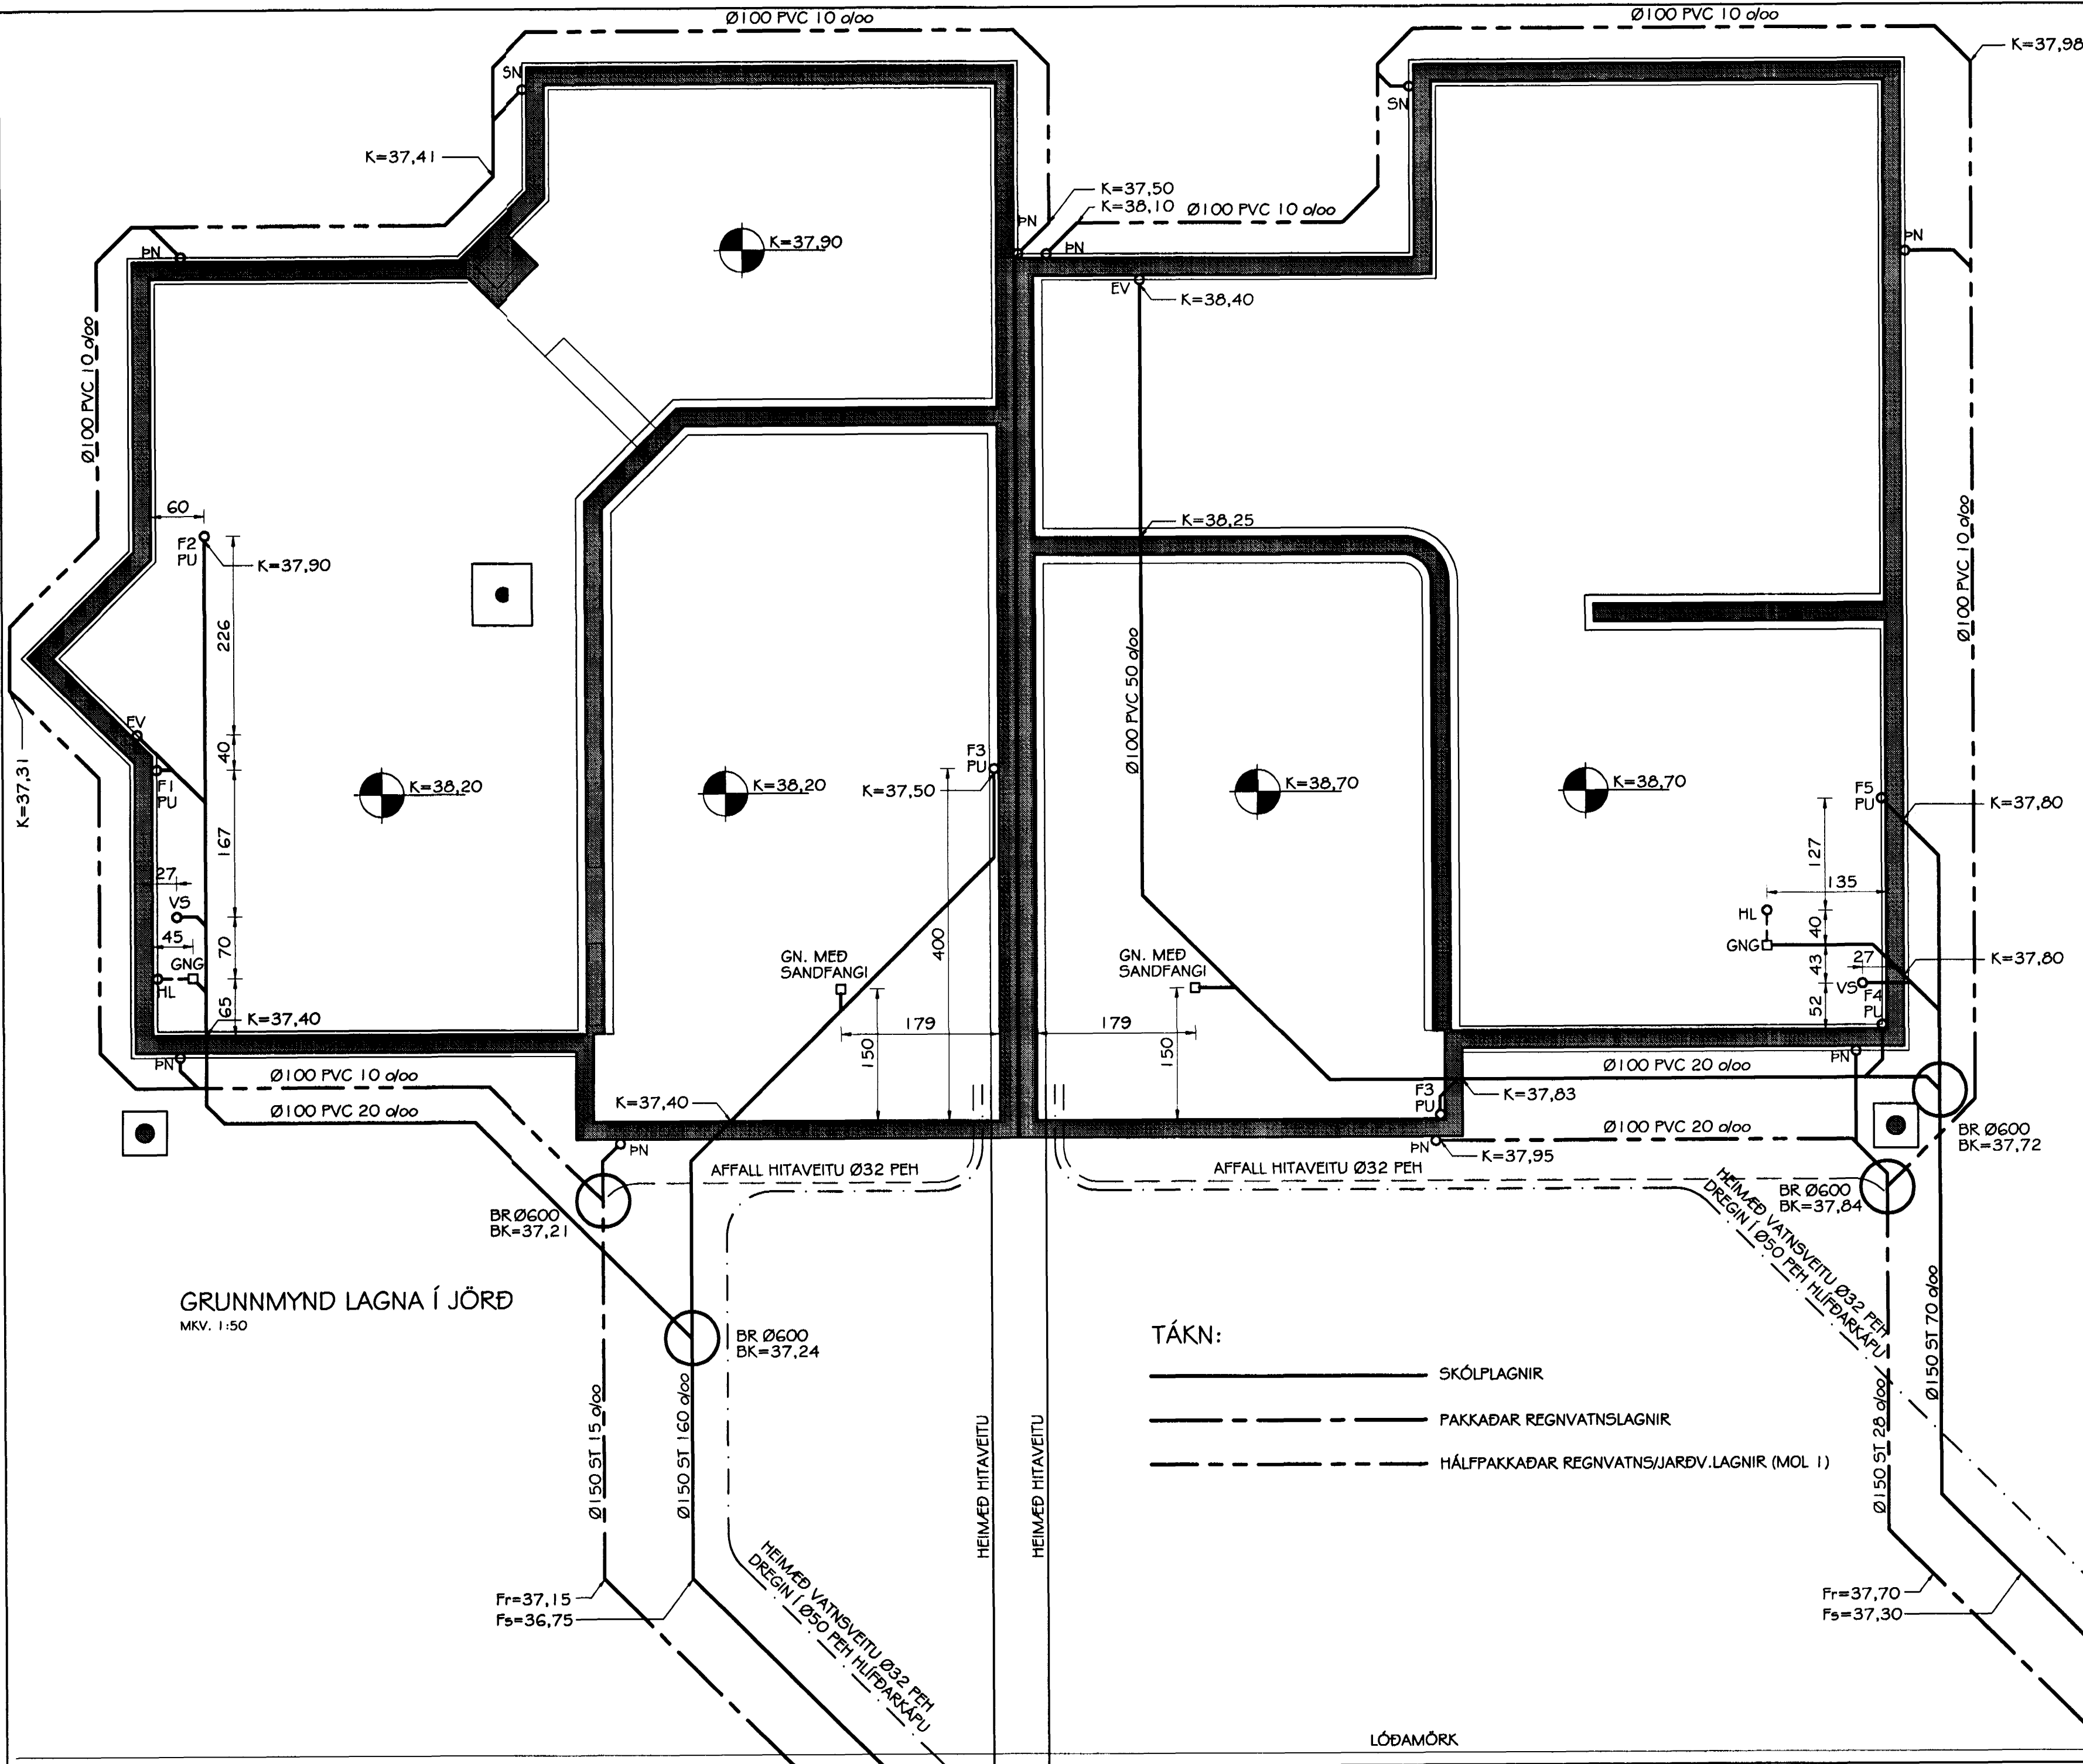 Ø100 PVC 10 o/oo
Ø100 PVC 10 o/oo
K=37,98
SN
SN
K=37,41
K=37,50
K=38,10
Ø100 PVC 10 o/oo
ÞN
ÞN
ÞN
ÞN
K=37,90
EV
K=38,40
Ø100 PVC 10 o/oo
60
F2
PU
K=37,90
K=38,25
Ø100 PVC 10 o/oo
226
Ø100 PVC 50 o/oo
EV
40
F1
PU
K=37,31
K=38,20
K=38,20
F3
PU
K=37,50
K=38,70
K=38,70
F5
PU
K=37,80
167
127
27
VS
135
45
70
GNG
HL
65
400
GN. MEÐ
SANDFANGI
GN. MEÐ
SANDFANGI
HL
40
GNG
43
27
K=37,80
VS
F4
PU
52
K=37,40
179
150
179
150
ÞN
Ø100 PVC 10 o/oo
Ø100 PVC 20 o/oo
K=37,40
ÞN
Ø100 PVC 20 o/oo
F3
PU
K=37,83
ÞN
Ø100 PVC 20 o/oo
BR Ø600
BK=37,72
ÞN
K=37,95
AFFALL HITAVEITU Ø32 PEH
AFFALL HITAVEITU Ø32 PEH
BR Ø600
BK=37,21
BR Ø600
BK=37,84
HEIMÆÐ VATNSVEITU Ø32 PEH
DREGIN Í Ø50 PEH HLÍFÐARKÁPU
GRUNNMYND LAGNA Í JÖRÐ
MKV. 1:50
BR Ø600
BK=37,24
TÁKN:
SKÓLPLAGNIR
PAKKAÐAR REGNVATNSLAGNIR
HÁLFPAKKAÐAR REGNVATNS/JARÐV.LAGNIR (MOL 1)
Ø150 ST 15 o/oo
Ø150 ST 160 o/oo
HEIMÆÐ HITAVEITU
HEIMÆÐ HITAVEITU
Ø150 ST 28 o/oo
Ø150 ST 70 o/oo
Fr=37,15
Fs=36,75
HEIMÆÐ VATNSVEITU Ø32 PEH
DREGIN Í Ø50 PEH HLÍFÐARKÁPU
Fr=37,70
Fs=37,30
LÓÐAMÖRK